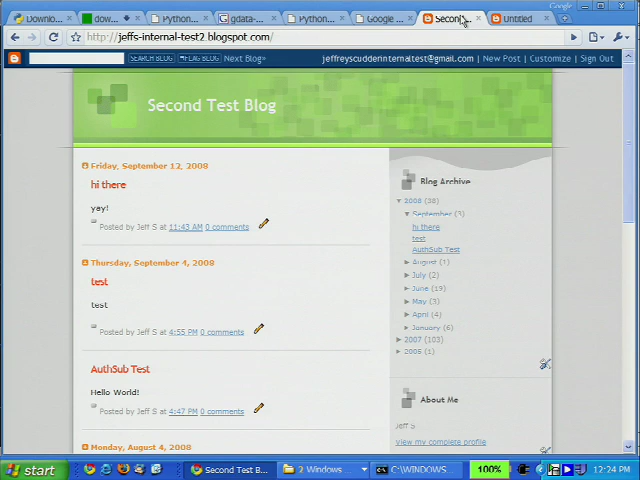 Google
Downlo...
dow...
Python...
gdata-...
Python...
Google ...
Secon...
Untitled
http://jeffs-internal-test2.blogspot.com/
SEARCH BLOG
FLAG BLOG
Next Blog»
jeffreyscudderinternaltest@gmail.com
New Post
Customize
Sign Out
Second Test Blog
Friday, September 12, 2008
hi there
yay!
Posted by Jeff S at 11:43 AM 0 comments
Thursday, September 4, 2008
test
test
Posted by Jeff S at 4:55 PM 0 comments
AuthSub Test
Hello World!
Posted by Jeff S at 4:47 PM 0 comments
Monday, August 4, 2008
Blog Archive
▼ 2008 (38)
▼ September (3)
hi there
test
AuthSub Test
► August (1)
► July (2)
► June (19)
► May (3)
► April (4)
► January (6)
► 2007 (103)
► 2005 (1)
About Me
Jeff S
View my complete profile
start
Second Test B...
2 Windows
C:\WINDOWS...
100%
12:24 PM